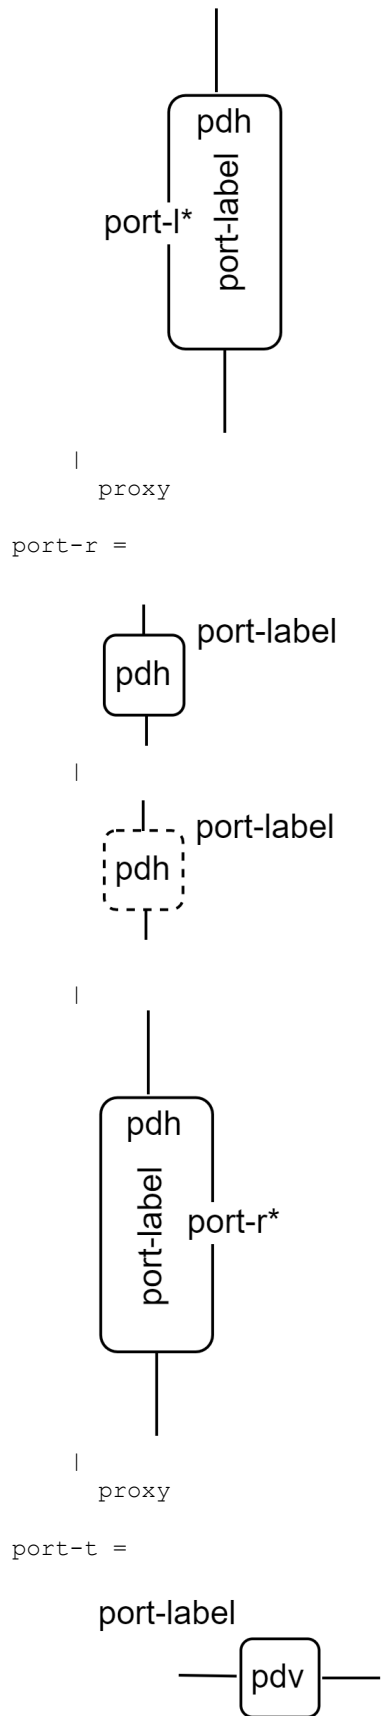 pdh
port-label
port-l*
|
proxy
port-r =
port-label
pdh
|
port-label
pdh
|
pdh
port-label
port-r*
|
proxy
port-t =
port-label
pdv